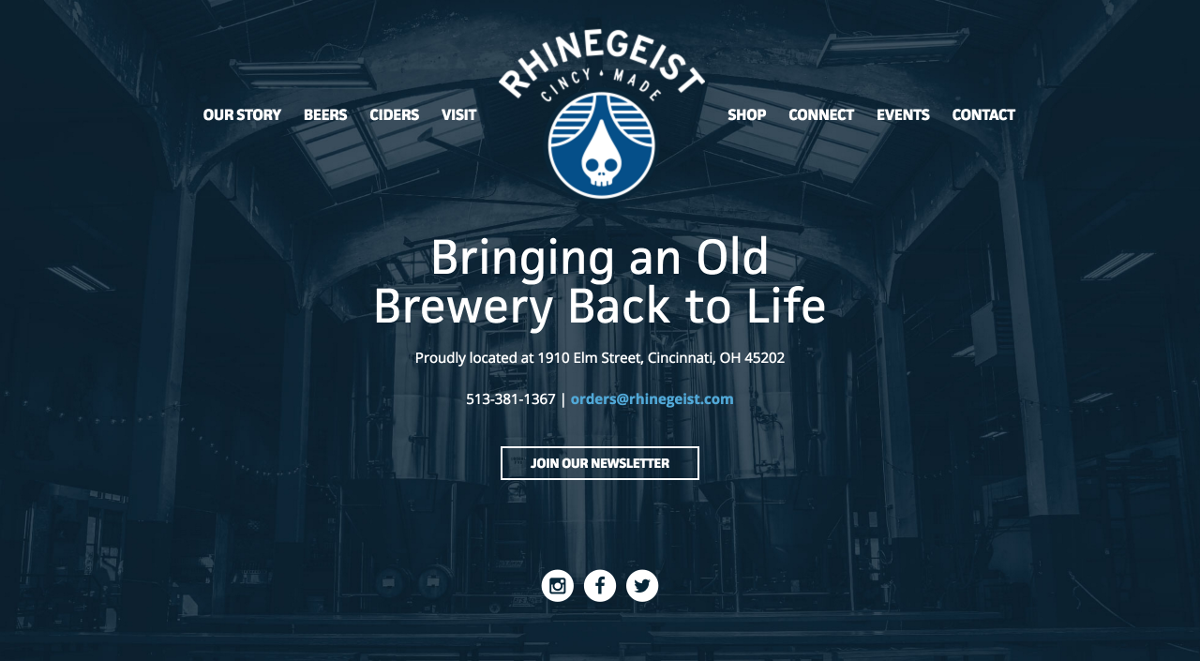 RHINEGEIST
CINCY MADE
OUR STORY BEERS CIDERS VISIT SHOP CONNECT EVENTS CONTACT
Bringing an Old
Brewery Back to Life
Proudly located at 1910 Elm Street, Cincinnati, OH 45202
513-381-1367 | orders@rhinegeist.com
JOIN OUR NEWSLETTER